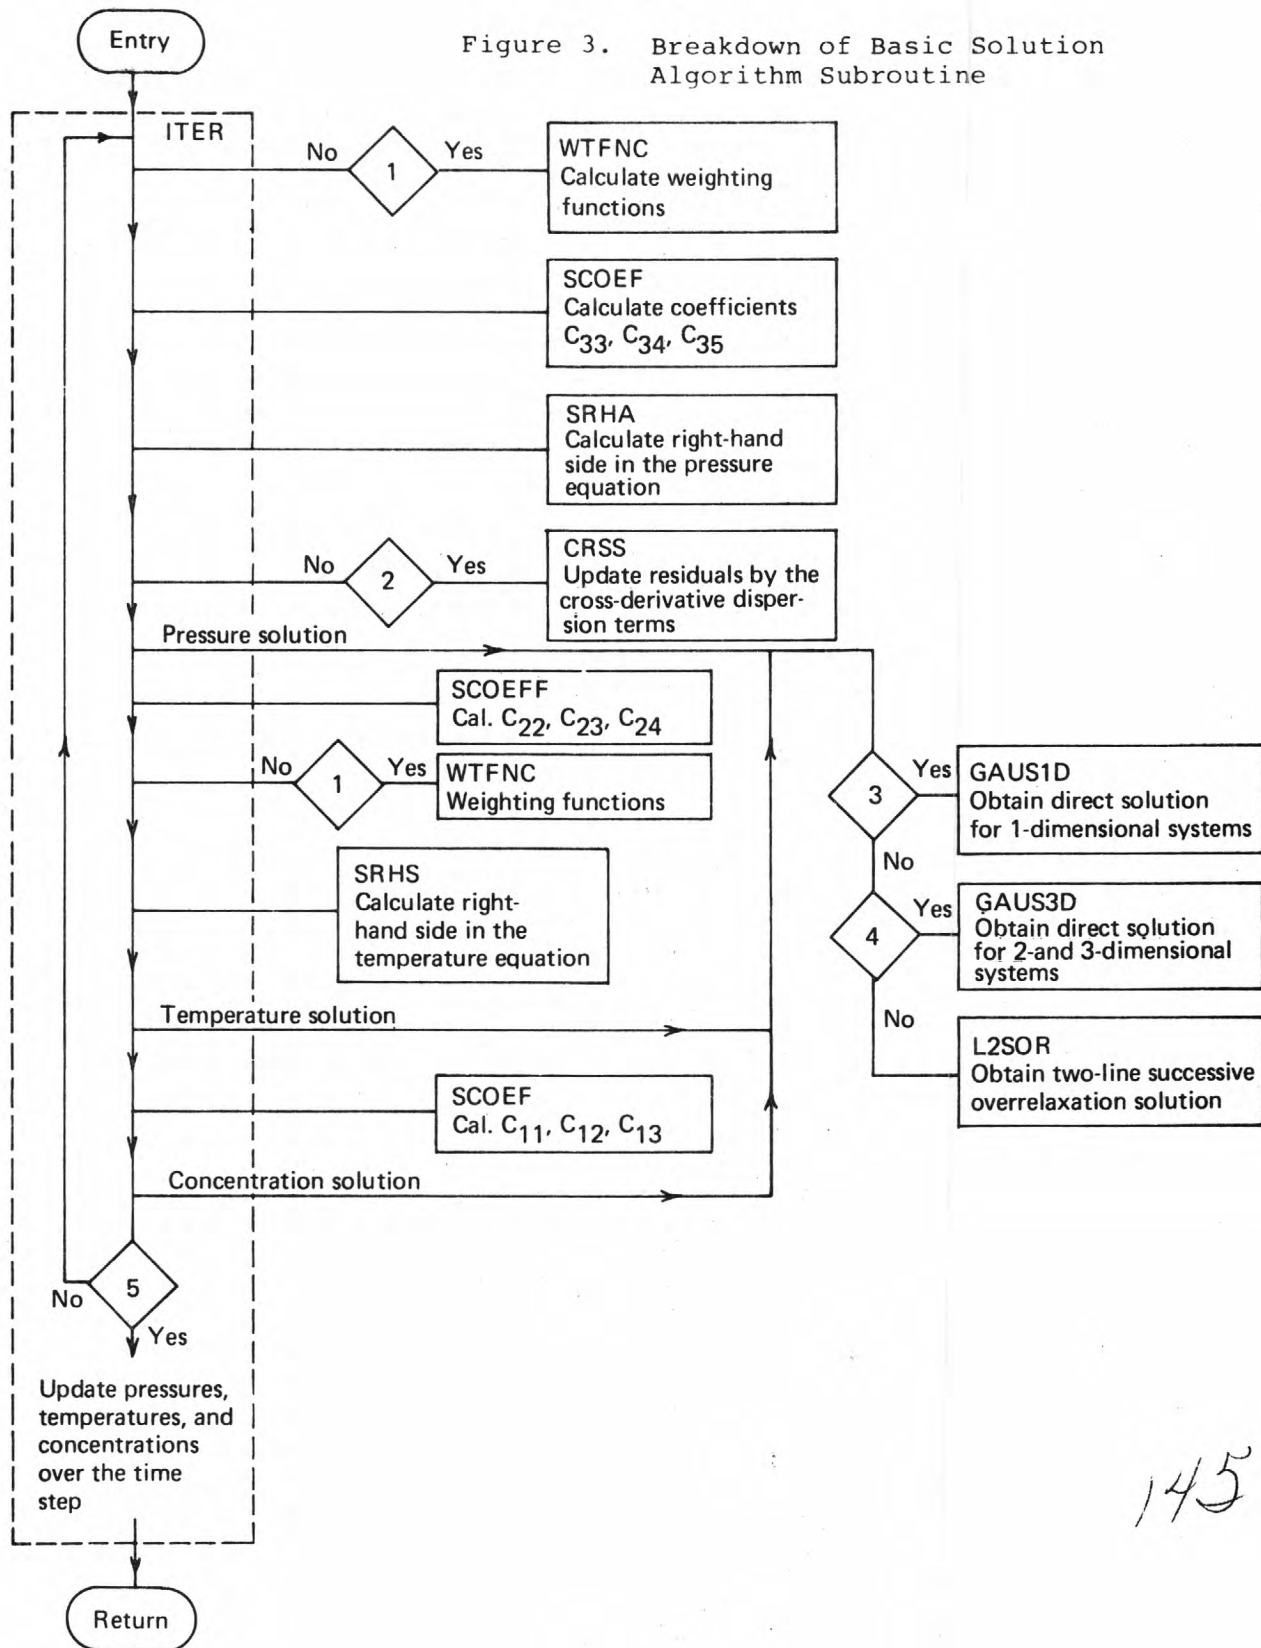 Entry
Figure 3. Breakdown of Basic Solution
Algorithm Subroutine
ITER
No
1
Yes
WTFNC
Calculate weighting
functions
SCOEF
Calculate coefficients
C33, C34, C35
SRHA
Calculate right-hand
side in the pressure
equation
No
2
Yes
CRSS
Update residuals by the
cross-derivative disper-
sion terms
Pressure solution
SCOEFF
Cal. C22, C23, C24
No
1
Yes
WTFNC
Weighting functions
3
Yes
GAUS1D
Obtain direct solution
for 1-dimensional systems
No
SRHS
Calculate right-
hand side in the
temperature equation
4
Yes
GAUS3D
Obtain direct solution
for 2-and 3-dimensional
systems
No
Temperature solution
L2SOR
Obtain two-line successive
overrelaxation solution
SCOEF
Cal. C11, C12, C13
Concentration solution
5
No
Yes
Update pressures,
temperatures, and
concentrations
over the time
step
145
Return